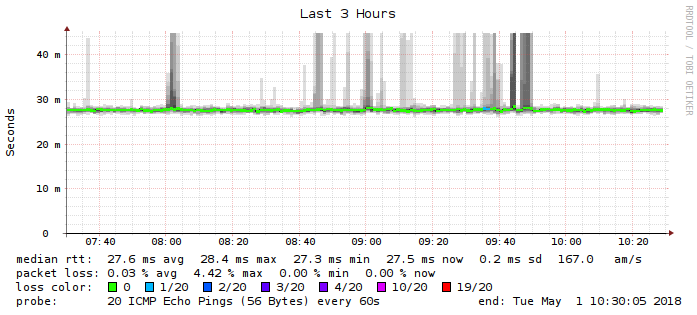 Last 3 Hours
RRDTOOL / TOBI OETIKER
Seconds
40 m
30 m
20 m
10 m
0
07:40 08:00 08:20 08:40 09:00 09:20 09:40 10:00 10:20
median rtt: 27.6 ms avg 28.4 ms max 27.3 ms min 27.5 ms now 0.2 ms sd 167.0 am/s
packet loss: 0.03 % avg 4.42 % max 0.00 % min 0.00 % now
loss color: 0 1/20 2/20 3/20 4/20 10/20 19/20
probe: 20 ICMP Echo Pings (56 Bytes) every 60s end: Tue May 1 10:30:05 2018